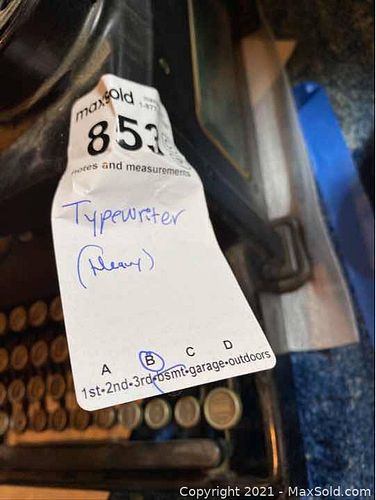 maxsold
853
notes and measurements
Typewriter
(Heavy)
A B C D
1st•2nd•3rd•bsmt•garage•outdoors
Copyright © 2021 - MaxSold.com